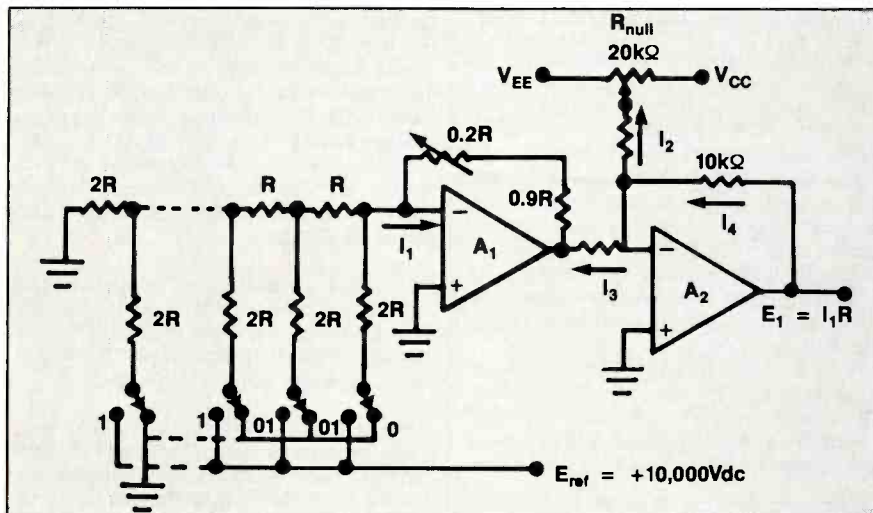 R_null
20kΩ
V_EE
V_CC
0.2R
I_2
2R
R
R
10kΩ
0.9R
I_4
I_1
−
A_1
+
I_3
−
A_2
+
E_1 = I_1R
2R
2R
2R
2R
1
1
01
01
0
E_ref = +10,000Vdc